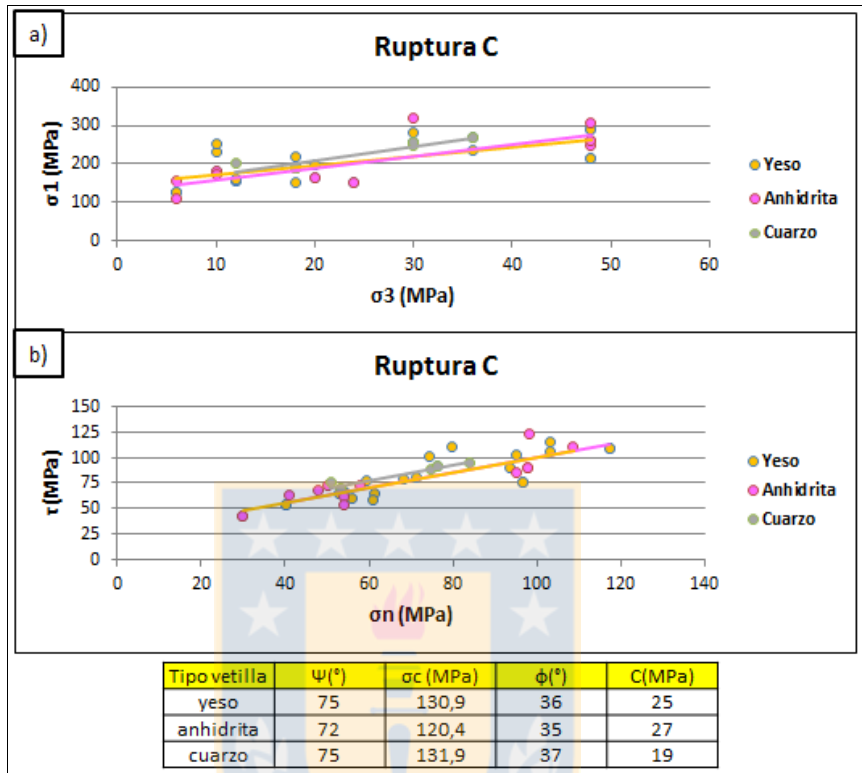 a)
Ruptura C
σ1 (MPa)
400
300
200
100
0
0 10 20 30 40 50 60
σ3 (MPa)
Yeso
Anhidrita
Cuarzo
b)
Ruptura C
τ(MPa)
150
125
100
75
50
25
0
0 20 40 60 80 100 120 140
σn (MPa)
Yeso
Anhidrita
Cuarzo
Tipo vetilla Ψ(°) σc (MPa) ϕ(°) C(MPa)
yeso 75 130,9 36 25
anhidrita 72 120,4 35 27
cuarzo 75 131,9 37 19